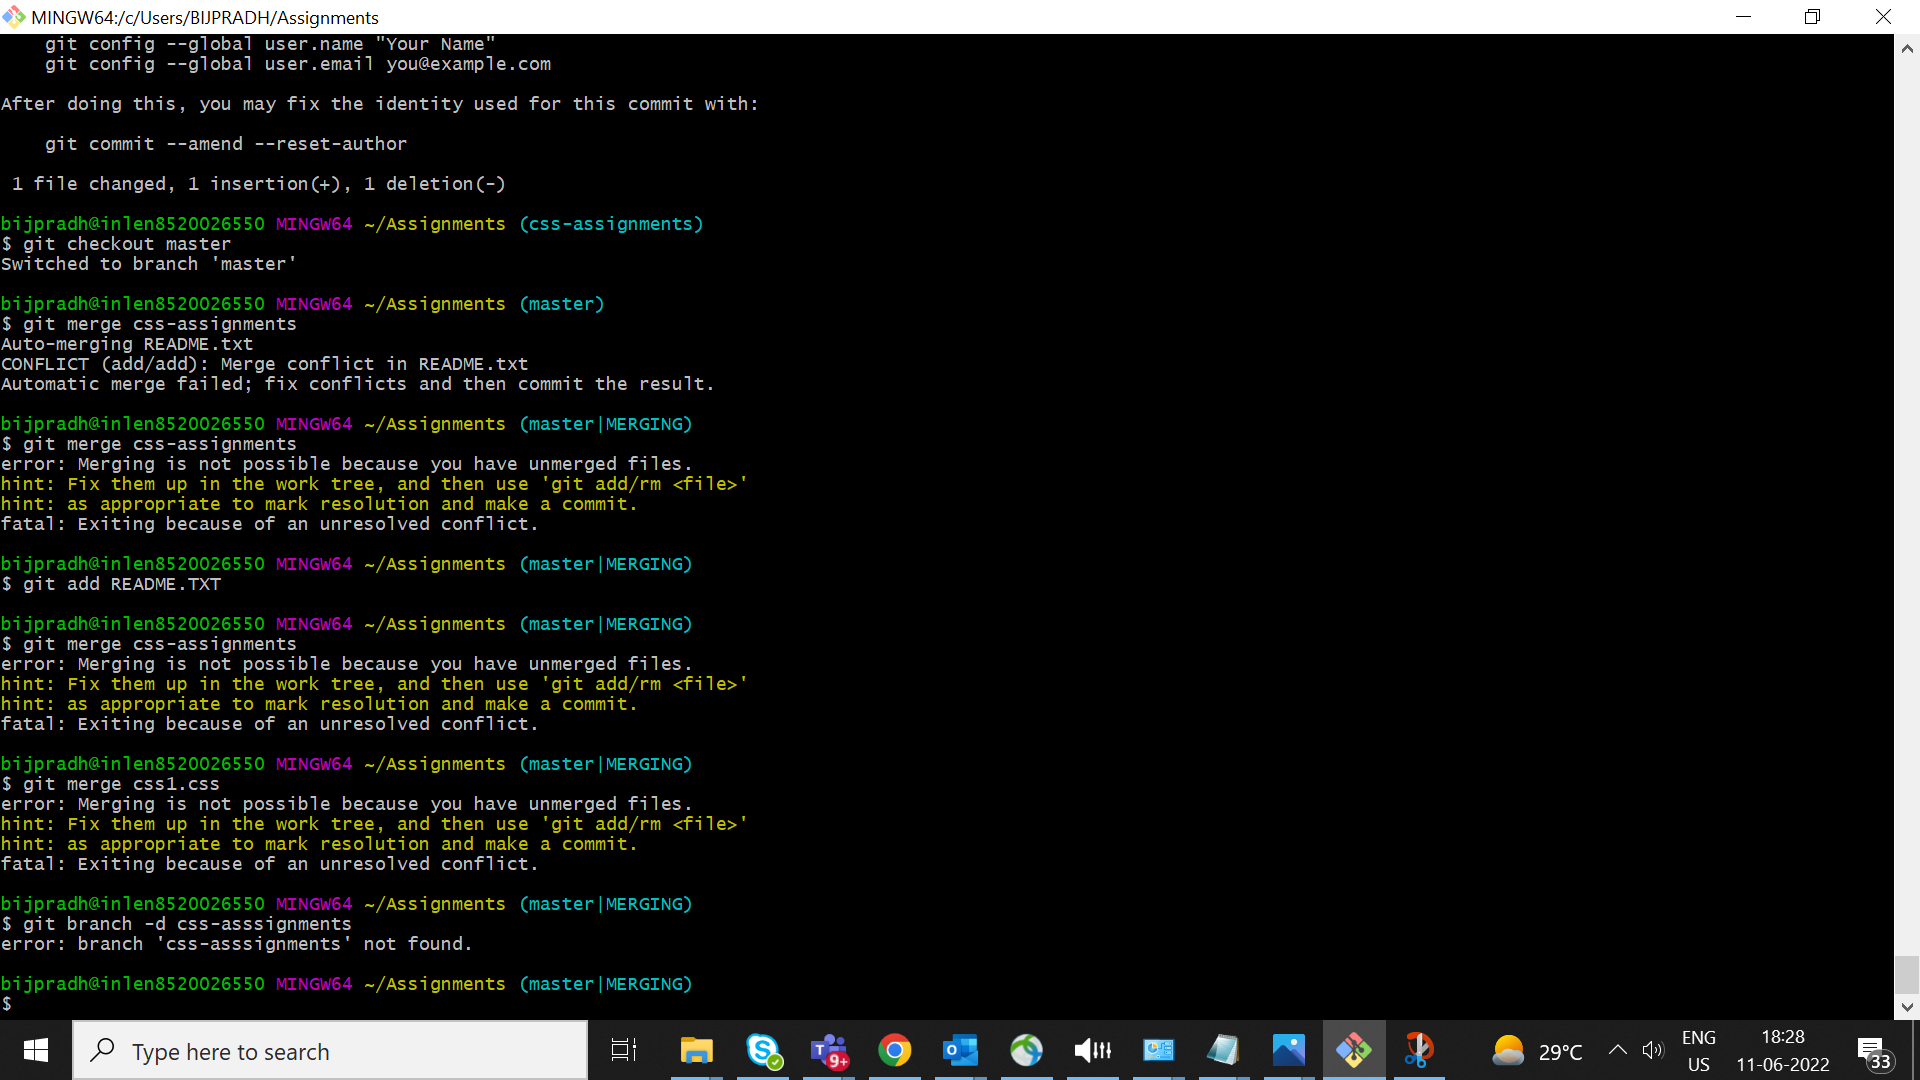 MINGW64:/c/Users/BIJPRADH/Assignments
git config --global user.name "Your Name"
git config --global user.email you@example.com
After doing this, you may fix the identity used for this commit with:
git commit --amend --reset-author
1 file changed, 1 insertion(+), 1 deletion(-)
bijpradh@inlen8520026550 MINGW64 ~/Assignments (css-assignments)
$ git checkout master
Switched to branch 'master'
bijpradh@inlen8520026550 MINGW64 ~/Assignments (master)
$ git merge css-assignments
Auto-merging README.txt
CONFLICT (add/add): Merge conflict in README.txt
Automatic merge failed; fix conflicts and then commit the result.
bijpradh@inlen8520026550 MINGW64 ~/Assignments (master|MERGING)
$ git merge css-assignments
error: Merging is not possible because you have unmerged files.
hint: Fix them up in the work tree, and then use 'git add/rm <file>'
hint: as appropriate to mark resolution and make a commit.
fatal: Exiting because of an unresolved conflict.
bijpradh@inlen8520026550 MINGW64 ~/Assignments (master|MERGING)
$ git add README.TXT
bijpradh@inlen8520026550 MINGW64 ~/Assignments (master|MERGING)
$ git merge css-assignments
error: Merging is not possible because you have unmerged files.
hint: Fix them up in the work tree, and then use 'git add/rm <file>'
hint: as appropriate to mark resolution and make a commit.
fatal: Exiting because of an unresolved conflict.
bijpradh@inlen8520026550 MINGW64 ~/Assignments (master|MERGING)
$ git merge css1.css
error: Merging is not possible because you have unmerged files.
hint: Fix them up in the work tree, and then use 'git add/rm <file>'
hint: as appropriate to mark resolution and make a commit.
fatal: Exiting because of an unresolved conflict.
bijpradh@inlen8520026550 MINGW64 ~/Assignments (master|MERGING)
$ git branch -d css-asssignments
error: branch 'css-asssignments' not found.
bijpradh@inlen8520026550 MINGW64 ~/Assignments (master|MERGING)
$
Type here to search
9+
29°C
ENG
US
18:28
11-06-2022
33